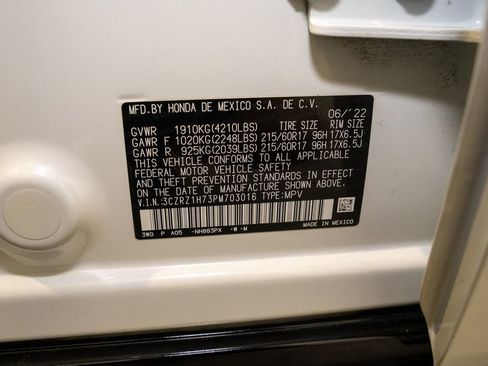 MFD.BY HONDA DE MEXICO S.A. DE C.V.
06/'22
GVWR 1910KG(4210LBS) TIRE SIZE RIM SIZE
GAWR F 1020KG(2248LBS) 215/60R17 96H 17X6.5J
GAWR R 925KG(2039LBS) 215/60R17 96H 17X6.5J
THIS VEHICLE CONFORMS TO ALL APPLICABLE
FEDERAL MOTOR VEHICLE SAFETY,
BUMPER AND THEFT PREVENTION STANDARDS IN EFFECT
ON THE DATE OF MANUFACTURE SHOWN ABOVE.
V.I.N.:3CZRZ1H73PM703016 TYPE:MPV
3W0 P A05 -NH883PX -W -M
MADE IN MEXICO